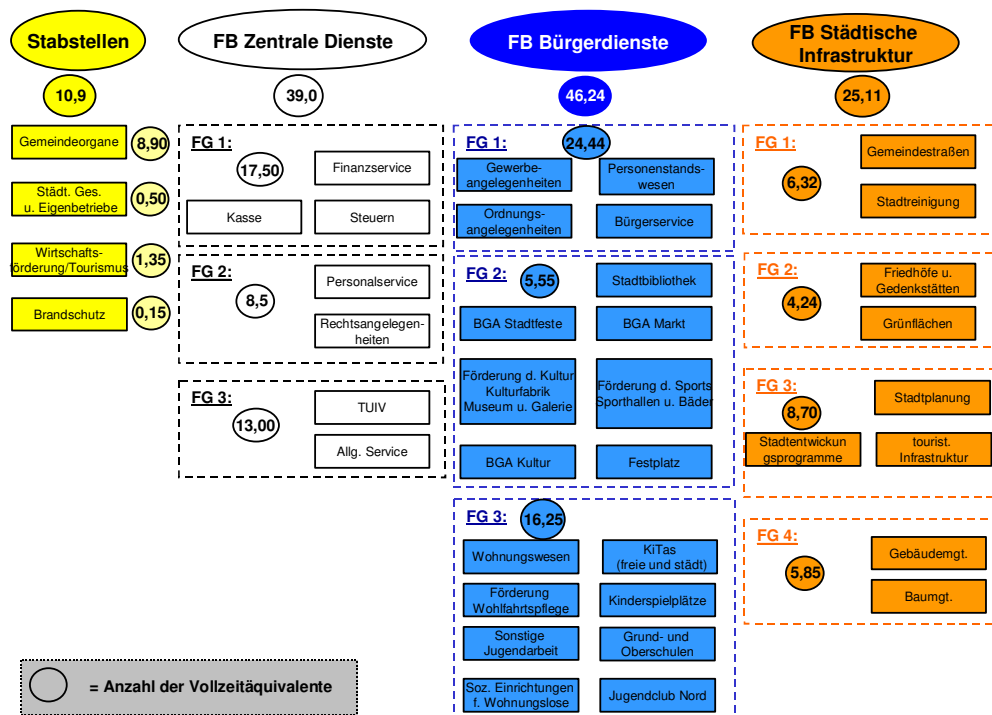 Stabstellen
10,9
Gemeindeorgane
8,90
Städt. Ges.
u. Eigenbetriebe
0,50
Wirtschafts-
förderung/Tourismus
1,35
Brandschutz
0,15
FB Zentrale Dienste
39,0
FG 1:
17,50
Finanzservice
Kasse
Steuern
FG 2:
8,5
Personalservice
Rechtsangelegen-
heiten
FG 3:
13,00
TUIV
Allg. Service
FB Bürgerdienste
46,24
FG 1:
24,44
Gewerbe-
angelegenheiten
Personenstands-
wesen
Ordnungs-
angelegenheiten
Bürgerservice
FG 2:
5,55
Stadtbibliothek
BGA Stadtfeste
BGA Markt
Förderung d. Kultur
Kulturfabrik
Museum u. Galerie
Förderung d. Sports
Sporthallen u. Bäder
BGA Kultur
Festplatz
FG 3:
16,25
Wohnungswesen
KiTas
(freie und städt)
Förderung
Wohlfahrtspflege
Kinderspielplätze
Sonstige
Jugendarbeit
Grund- und
Oberschulen
Soz. Einrichtungen
f. Wohnungslose
Jugendclub Nord
FB Städtische
Infrastruktur
25,11
FG 1:
6,32
Gemeindestraßen
Stadtreinigung
FG 2:
4,24
Friedhöfe u.
Gedenkstätten
Grünflächen
FG 3:
8,70
Stadtplanung
Stadtentwickun
gsprogramme
tourist.
Infrastruktur
FG 4:
5,85
Gebäudemgt.
Baumgt.
= Anzahl der Vollzeitäquivalente